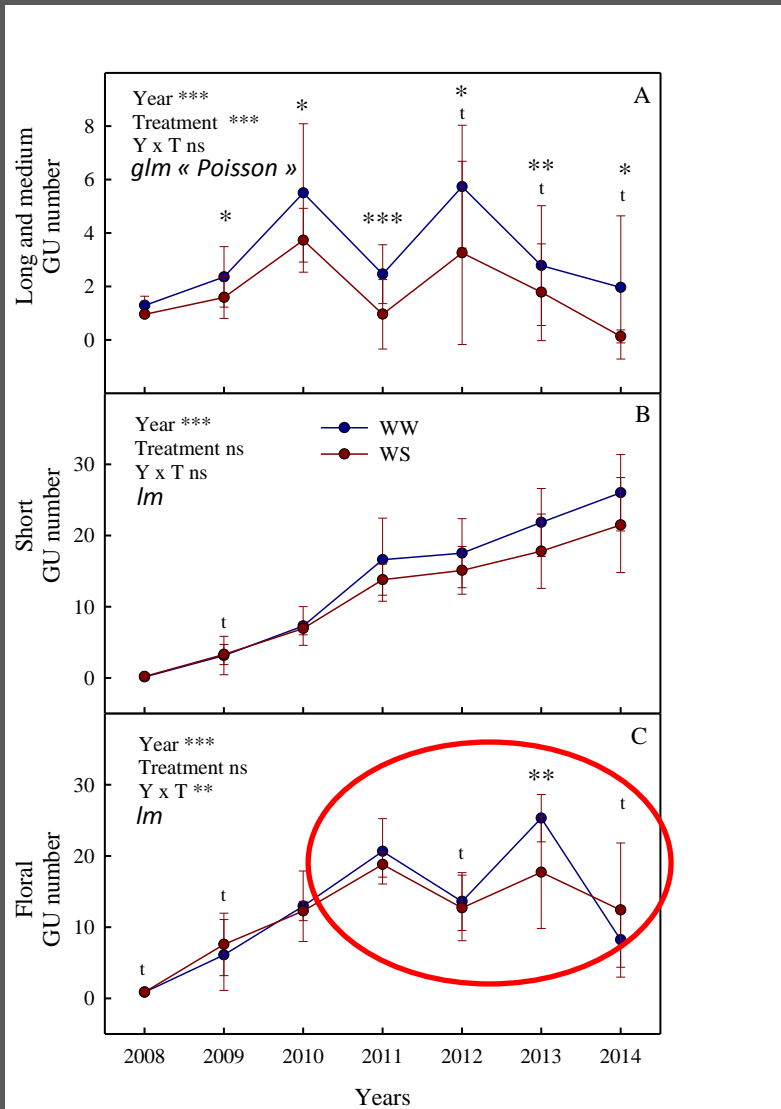 Long and medium
GU number
8
6
4
2
0
Year ***
Treatment ***
Y x T ns
glm « Poisson »
A
*
*
***
*
t
**
t
*
t
Short
GU number
30
20
10
0
Year ***
Treatment ns
Y x T ns
lm
WW
WS
B
t
Floral
GU number
30
20
10
0
Year ***
Treatment ns
Y x T **
lm
C
t
t
t
**
t
2008 2009 2010 2011 2012 2013 2014
Years